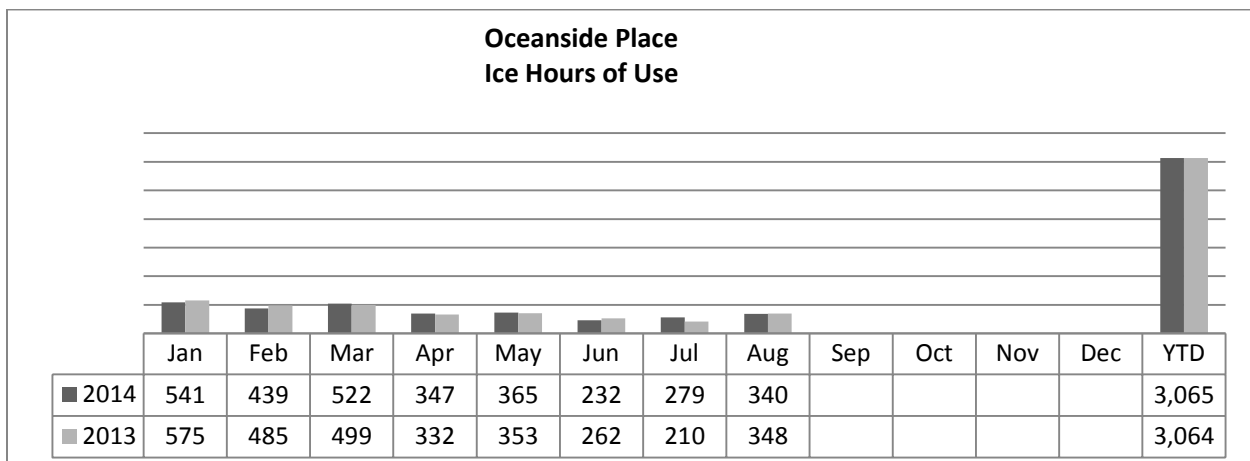 Oceanside Place
Ice Hours of Use
Jan Feb Mar Apr May Jun Jul Aug Sep Oct Nov Dec YTD
2014 541 439 522 347 365 232 279 340 3,065
2013 575 485 499 332 353 262 210 348 3,064